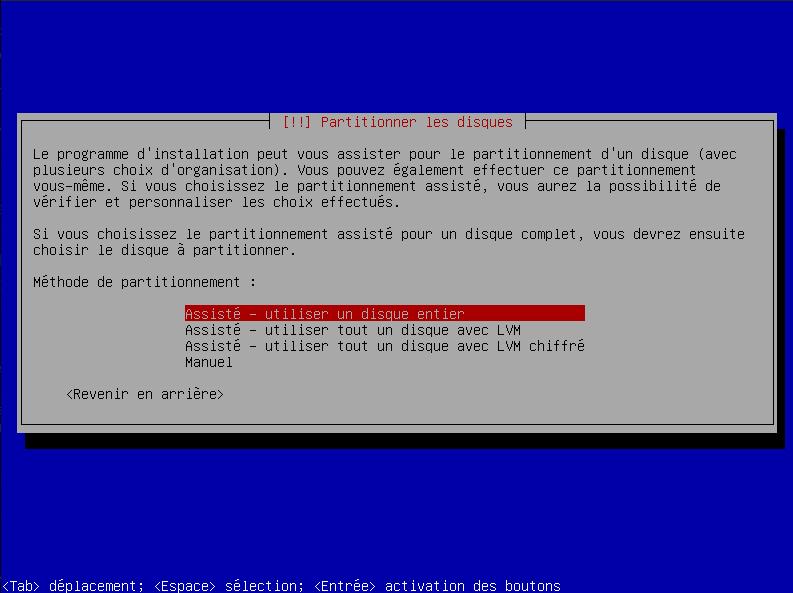 [!!] Partitionner les disques
Le programme d'installation peut vous assister pour le partitionnement d'un disque (avec
plusieurs choix d'organisation). Vous pouvez également effectuer ce partitionnement
vous-même. Si vous choisissez le partitionnement assisté, vous aurez la possibilité de
vérifier et personnaliser les choix effectués.
Si vous choisissez le partitionnement assisté pour un disque complet, vous devrez ensuite
choisir le disque à partitionner.
Méthode de partitionnement :
Assisté - utiliser un disque entier
Assisté - utiliser tout un disque avec LVM
Assisté - utiliser tout un disque avec LVM chiffré
Manuel
<Revenir en arrière>
<Tab> déplacement; <Espace> sélection; <Entrée> activation des boutons